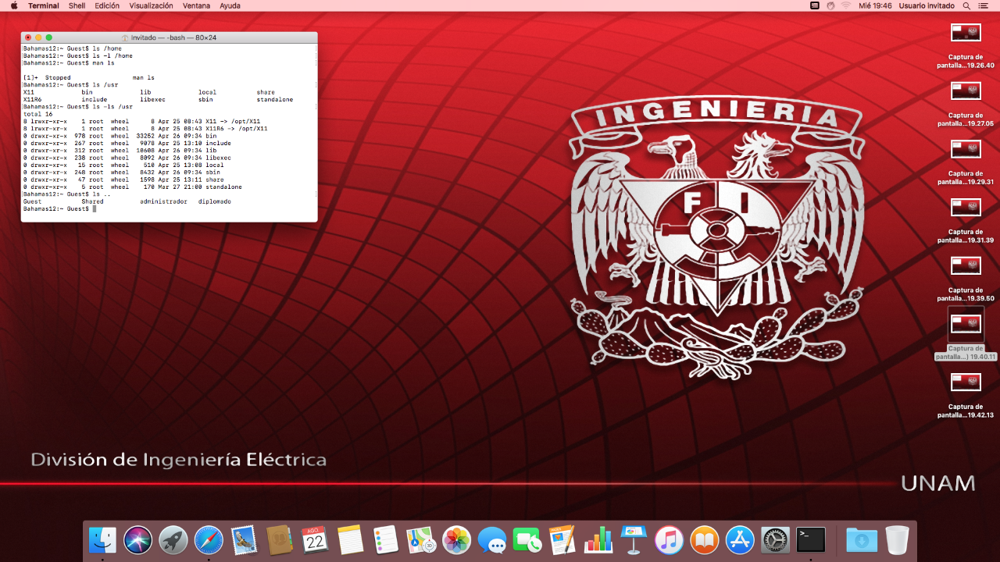 Terminal Shell Edición Visualización Ventana Ayuda Mié 19:46 Usuario invitado
Invitado — -bash — 80×24
Bahamas12:~ Guest$ ls /home
Bahamas12:~ Guest$ ls -l /home
Bahamas12:~ Guest$ man ls
[1]+  Stopped                 man ls
Bahamas12:~ Guest$ ls /usr
X11 bin lib local share
X11R6 include libexec sbin standalone
Bahamas12:~ Guest$ ls -ls /usr
total 16
8 lrwxr-xr-x    1 root  wheel      8 Apr 25 08:43 X11 -> /opt/X11
8 lrwxr-xr-x    1 root  wheel      8 Apr 25 08:43 X11R6 -> /opt/X11
0 drwxr-xr-x  978 root  wheel  33252 Apr 26 09:34 bin
0 drwxr-xr-x  267 root  wheel   9078 Apr 25 13:10 include
0 drwxr-xr-x  312 root  wheel  10608 Apr 26 09:34 lib
0 drwxr-xr-x  238 root  wheel   8092 Apr 26 09:34 libexec
0 drwxr-xr-x   15 root  wheel    510 Apr 25 13:08 local
0 drwxr-xr-x  248 root  wheel   8432 Apr 26 09:34 sbin
0 drwxr-xr-x   47 root  wheel   1598 Apr 25 13:11 share
0 drwxr-xr-x    5 root  wheel    170 Mar 27 21:00 standalone
Bahamas12:~ Guest$ ls ..
Guest Shared administrador diplomado
Bahamas12:~ Guest$
INGENIERIA
F I
División de Ingeniería Eléctrica
UNAM
Captura de
pantalla...19.26.40
Captura de
pantalla...19.27.05
Captura de
pantalla...19.29.31
Captura de
pantalla...19.31.39
Captura de
pantalla...19.39.50
Captura de
pantalla...) 19.40.11
Captura de
pantalla...19.42.13
AGO
22
3D
>_